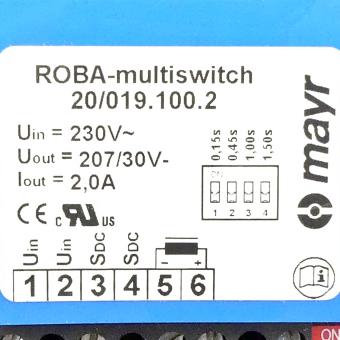 ROBA-multiswitch
20/019.100.2
Uin = 230V~
Uout = 207/30V-
Iout = 2,0A
mayr
0,15s 0,45s 1,00s 1,50s
ON
1 2 3 4
CE c RU US
Uin Uin SDC SDC - +
1 2 3 4 5 6
i
ON